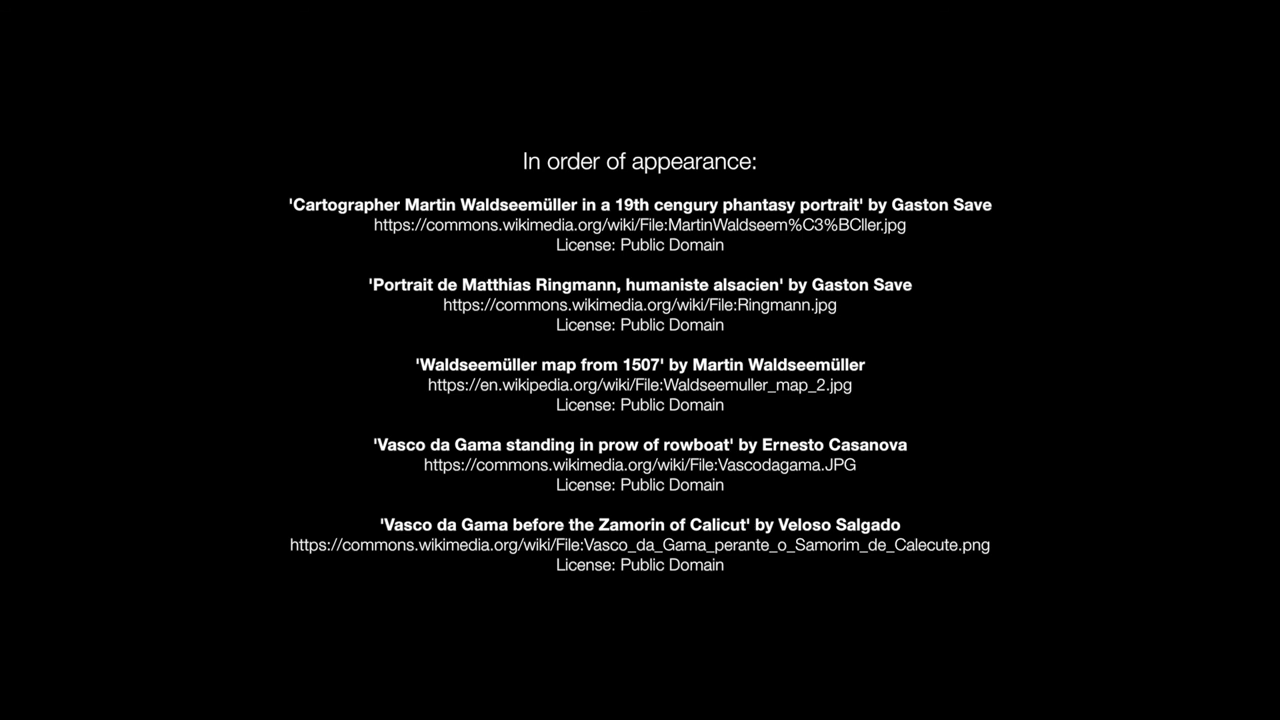 In order of appearance:
'Cartographer Martin Waldseemüller in a 19th cengury phantasy portrait' by Gaston Save
https://commons.wikimedia.org/wiki/File:MartinWaldseem%C3%BCller.jpg
License: Public Domain
'Portrait de Matthias Ringmann, humaniste alsacien' by Gaston Save
https://commons.wikimedia.org/wiki/File:Ringmann.jpg
License: Public Domain
'Waldseemüller map from 1507' by Martin Waldseemüller
https://en.wikipedia.org/wiki/File:Waldseemuller_map_2.jpg
License: Public Domain
'Vasco da Gama standing in prow of rowboat' by Ernesto Casanova
https://commons.wikimedia.org/wiki/File:Vascodagama.JPG
License: Public Domain
'Vasco da Gama before the Zamorin of Calicut' by Veloso Salgado
https://commons.wikimedia.org/wiki/File:Vasco_da_Gama_perante_o_Samorim_de_Calecute.png
License: Public Domain